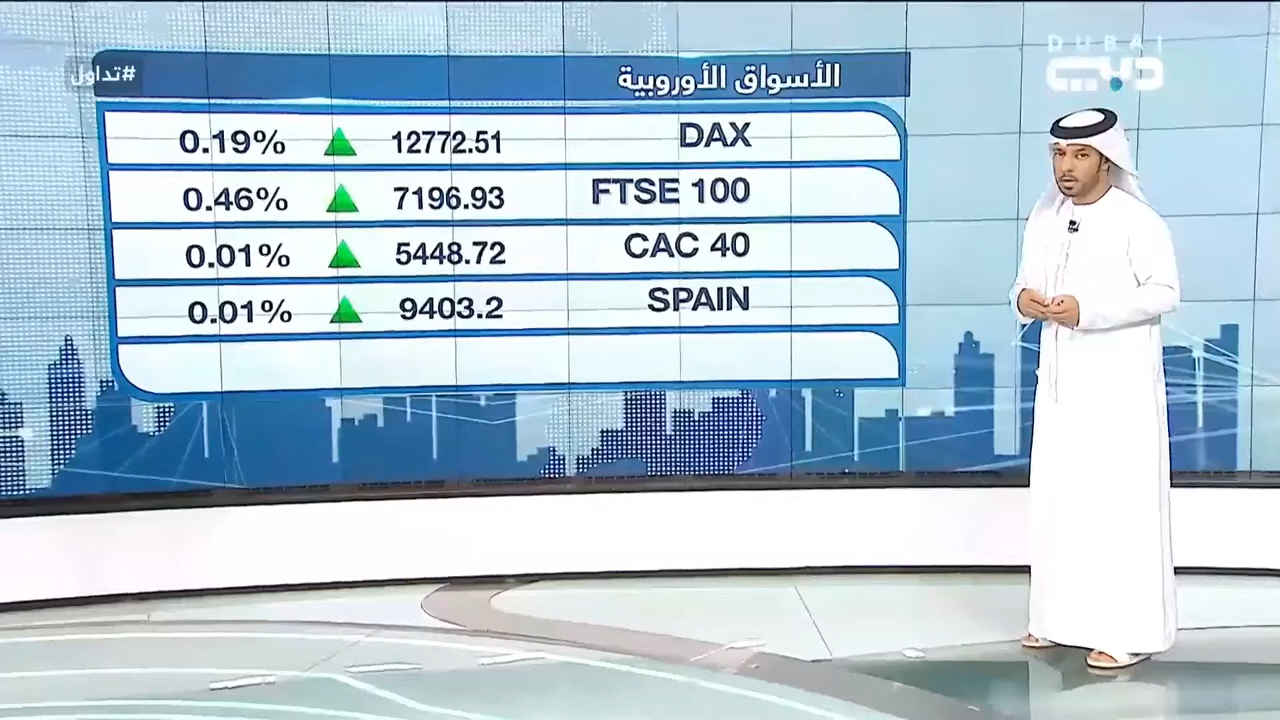 DUBAI
دبي
#تداول
الأسواق الأوروبية
DAX 12772.51 0.19%
FTSE 100 7196.93 0.46%
CAC 40 5448.72 0.01%
SPAIN 9403.2 0.01%